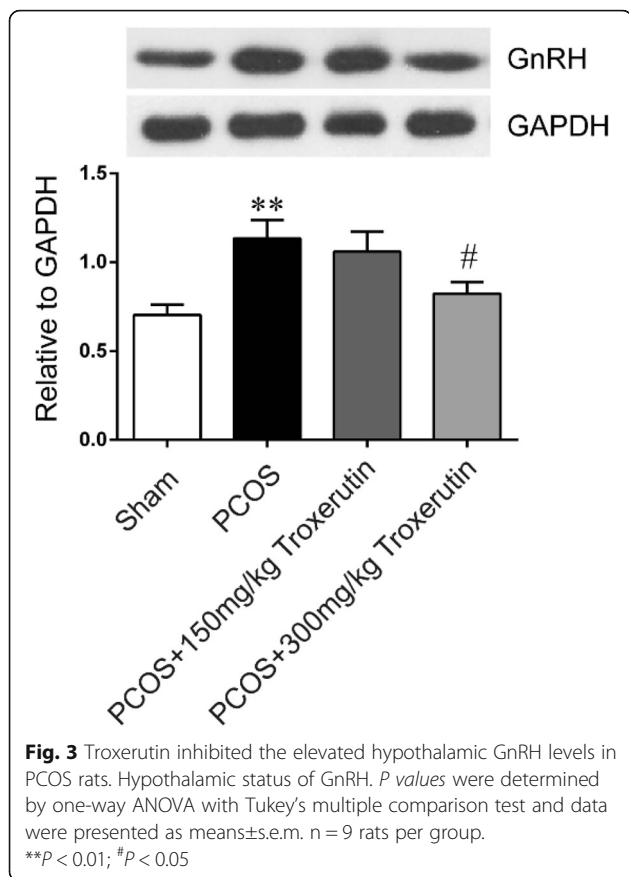 GnRH
GAPDH
Relative to GAPDH
1.5
1.0
0.5
0.0
**
#
Sham
PCOS
PCOS+150mg/kg Troxerutin
PCOS+300mg/kg Troxerutin
Fig. 3 Troxerutin inhibited the elevated hypothalamic GnRH levels in
PCOS rats. Hypothalamic status of GnRH. P values were determined
by one-way ANOVA with Tukey’s multiple comparison test and data
were presented as means±s.e.m. n = 9 rats per group.
**P < 0.01; #P < 0.05